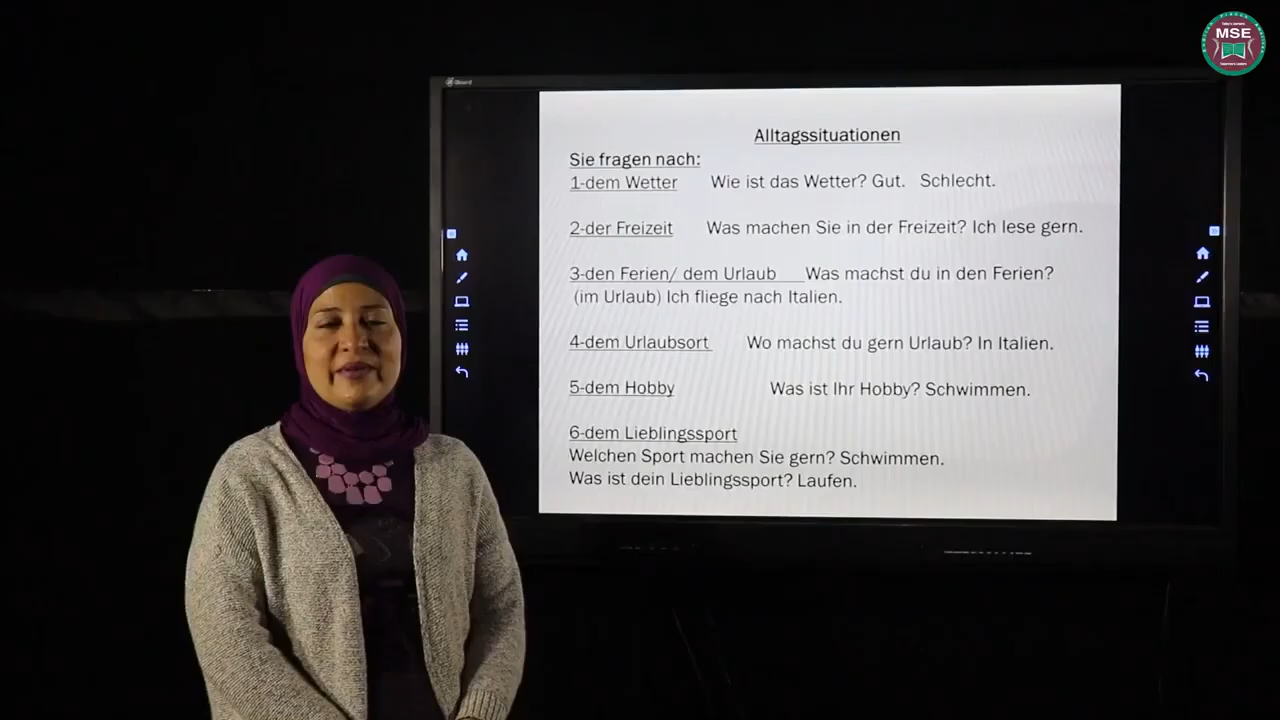 MSE
Alltagssituationen
Sie fragen nach:
1-dem Wetter Wie ist das Wetter? Gut. Schlecht.
2-der Freizeit Was machen Sie in der Freizeit? Ich lese gern.
3-den Ferien/ dem Urlaub Was machst du in den Ferien?
(im Urlaub) Ich fliege nach Italien.
4-dem Urlaubsort Wo machst du gern Urlaub? In Italien.
5-dem Hobby Was ist Ihr Hobby? Schwimmen.
6-dem Lieblingssport
Welchen Sport machen Sie gern? Schwimmen.
Was ist dein Lieblingssport? Laufen.